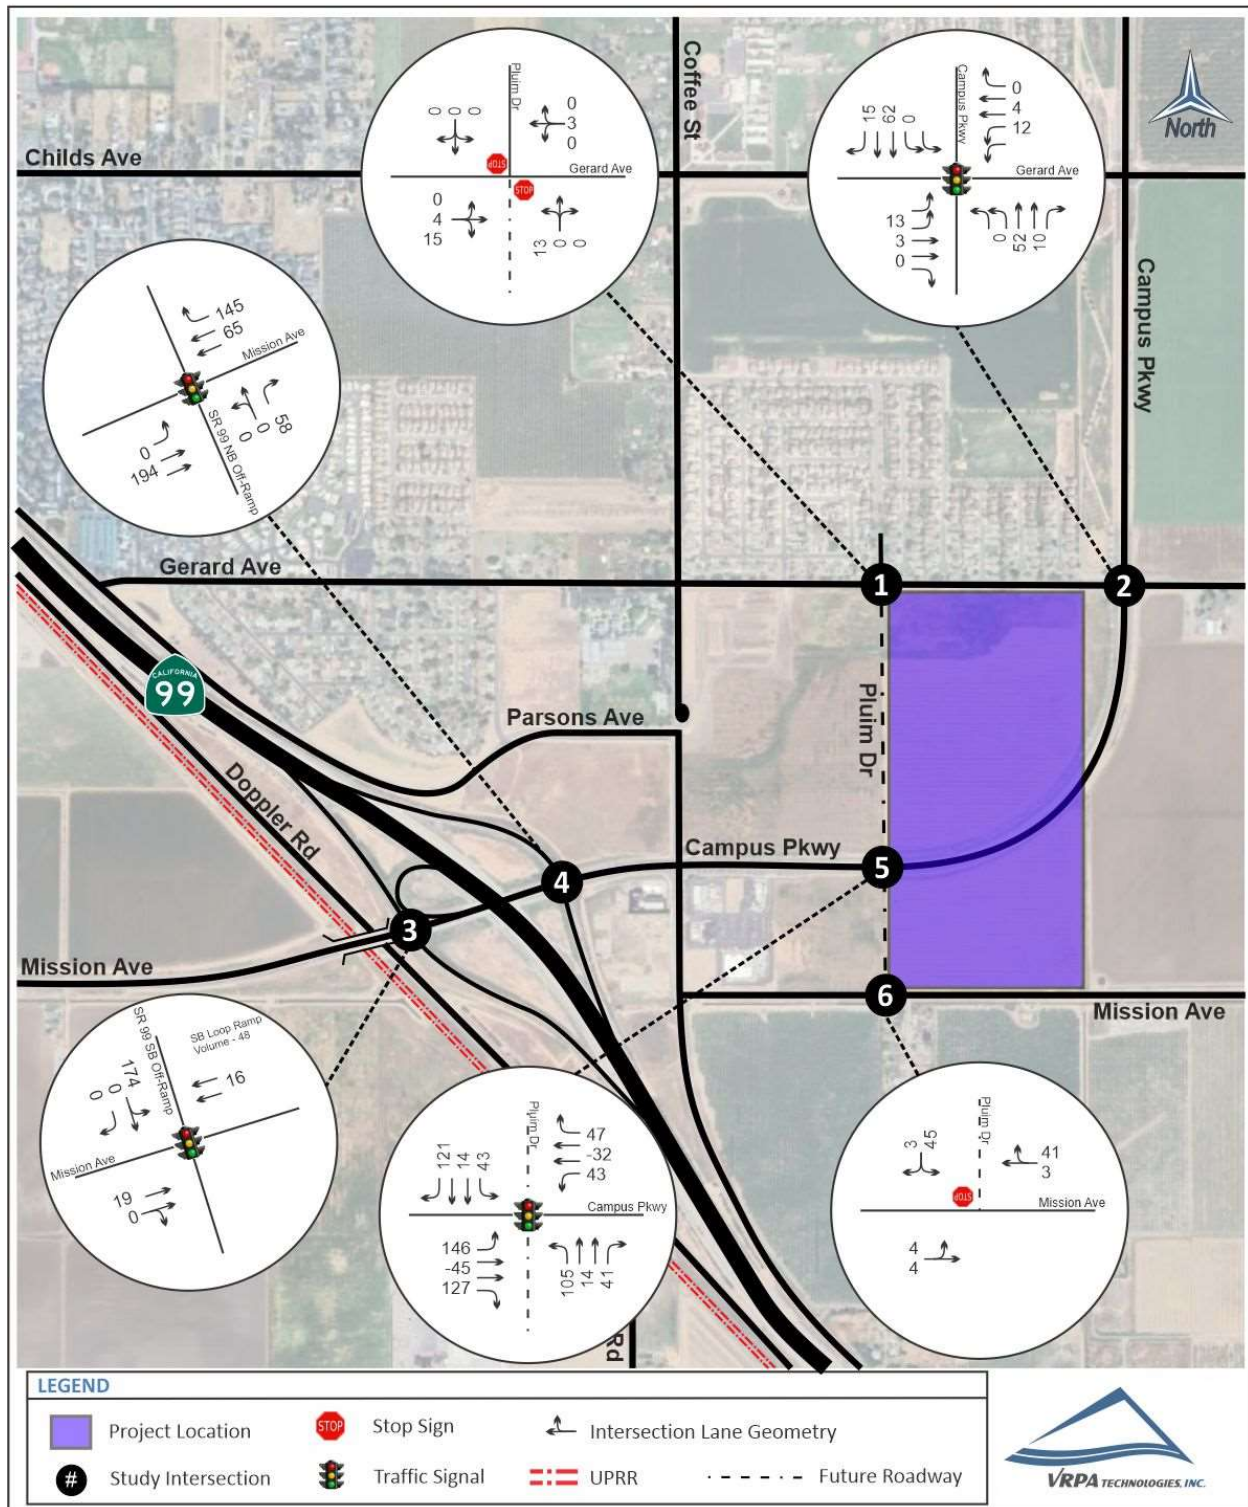 Childs Ave
Coffee St
North
Pluim Dr
0 0 0
0
3
0
STOP
Gerard Ave
STOP
0
4
15
13 0 0
Campus Pkwy
15 62 0
0
4
12
Gerard Ave
13
3
0
0 52 10
Campus Pkwy
145
65
Mission Ave
0
194
0 0 58
SR 99 NB Off-Ramp
Gerard Ave
1
2
CALIFORNIA
99
Parsons Ave
Pluim Dr
Doppler Rd
Campus Pkwy
4
5
3
Mission Ave
6
Mission Ave
SR 99 SB Off-Ramp
SB Loop Ramp
Volume - 48
0 0 174
16
Mission Ave
19
0
Pluim Dr
121 14 43
47
-32
43
Campus Pkwy
146
-45
127
105 14 41
Pluim Dr
3 45
41
3
STOP
Mission Ave
4
4
Rd
LEGEND
Project Location
STOP Stop Sign
Intersection Lane Geometry
# Study Intersection
Traffic Signal
UPRR
Future Roadway
VRPA TECHNOLOGIES, INC.